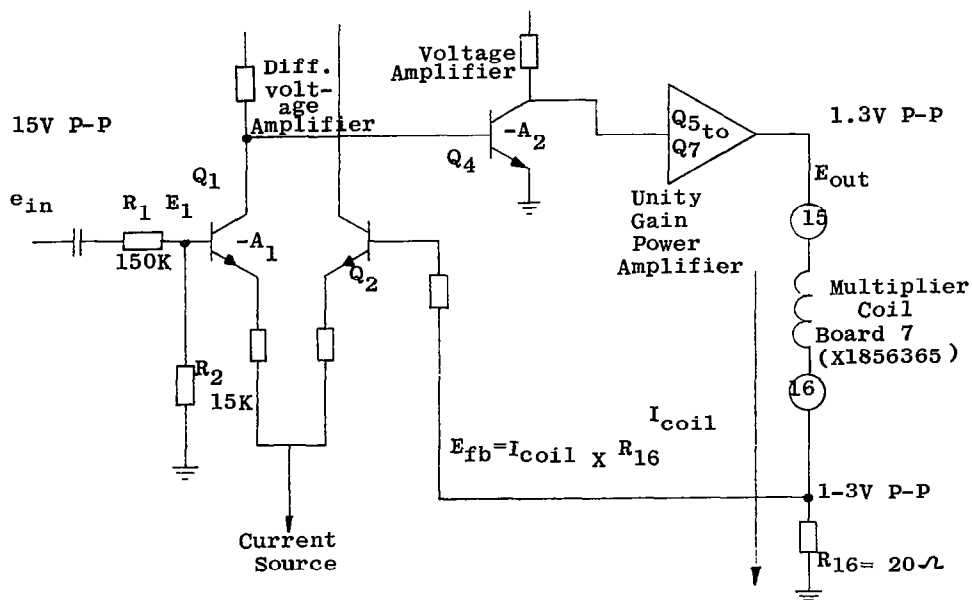 Diff.
volt-
age
Amplifier
Voltage
Amplifier
15V P-P
1.3V P-P
Q5 to
Q7
-A2
Q4
Q1
Eout
ein
R1 E1
Unity
Gain
Power
Amplifier
15
-A1
150K
Q2
Multiplier
Coil
Board 7
(X1856365)
R2
15K
16
Icoil
Efb=Icoil X R16
1-3V P-P
Current
Source
R16= 20Ω